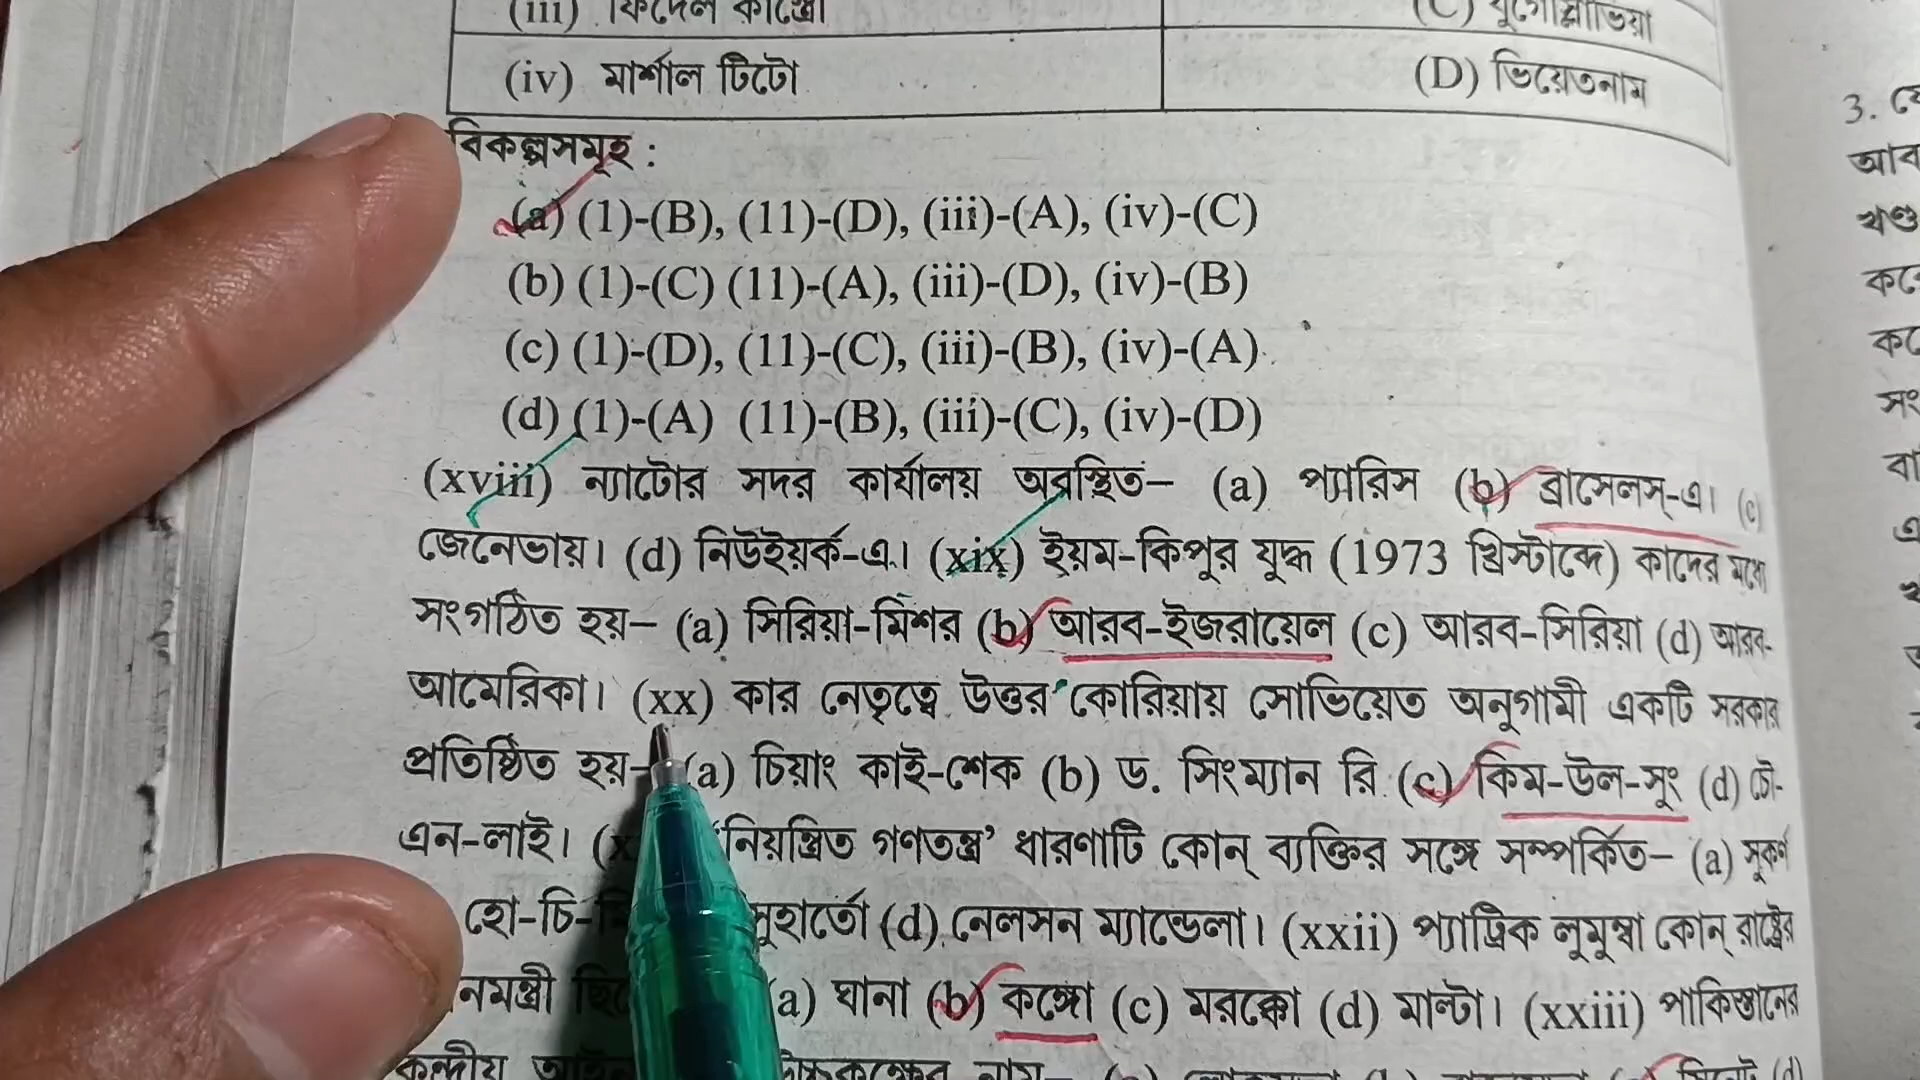 (iii) ফিদেল কাস্ত্রো (C) যুগোশ্লাভিয়া
(iv) মার্শাল টিটো (D) ভিয়েতনাম
বিকল্পসমূহ :
(a) (1)-(B), (11)-(D), (iii)-(A), (iv)-(C)
(b) (1)-(C) (11)-(A), (iii)-(D), (iv)-(B)
(c) (1)-(D), (11)-(C), (iii)-(B), (iv)-(A)
(d) (1)-(A) (11)-(B), (iii)-(C), (iv)-(D)
(xviii) ন্যাটোর সদর কার্যালয় অবস্থিত– (a) প্যারিস (b) ব্রাসেলস্-এ। (c)
জেনেভায়। (d) নিউইয়র্ক-এ। (xix) ইয়ম-কিপুর যুদ্ধ (1973 খ্রিস্টাব্দে) কাদের মধ্যে
সংগঠিত হয়– (a) সিরিয়া-মিশর (b) আরব-ইজরায়েল (c) আরব-সিরিয়া (d) আরব-
আমেরিকা। (xx) কার নেতৃত্বে উত্তর কোরিয়ায় সোভিয়েত অনুগামী একটি সরকার
প্রতিষ্ঠিত হয়– (a) চিয়াং কাই-শেক (b) ড. সিংম্যান রি (c) কিম-উল-সুং (d) চৌ-
এন-লাই। 'নিয়ন্ত্রিত গণতন্ত্র' ধারণাটি কোন্ ব্যক্তির সঙ্গে সম্পর্কিত– (a) সুকর্ণ
হো-চি- সুহার্তো (d) নেলসন ম্যান্ডেলা। (xxii) প্যাট্রিক লুমুম্বা কোন্ রাষ্ট্রের
(a) ঘানা (b) কঙ্গো (c) মরক্কো (d) মাল্টা। (xxiii) পাকিস্তানের
3.